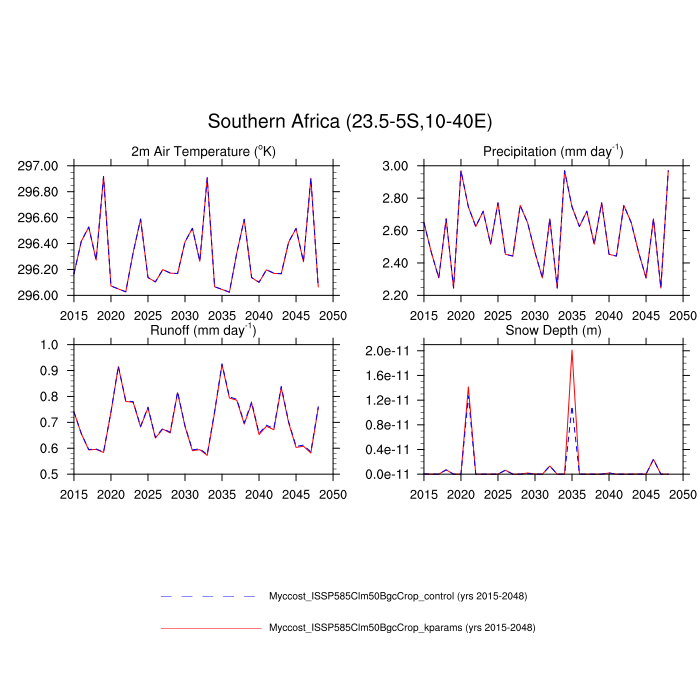 Southern Africa (23.5-5S,10-40E)
2m Air Temperature (°K)
297.00
296.80
296.60
296.40
296.20
296.00
2015 2020 2025 2030 2035 2040 2045 2050
Precipitation (mm day⁻¹)
3.00
2.80
2.60
2.40
2.20
2015 2020 2025 2030 2035 2040 2045 2050
Runoff (mm day⁻¹)
1.0
0.9
0.8
0.7
0.6
0.5
2015 2020 2025 2030 2035 2040 2045 2050
Snow Depth (m)
2.0e-11
1.6e-11
1.2e-11
0.8e-11
0.4e-11
0.0e-11
2015 2020 2025 2030 2035 2040 2045 2050
Myccost_ISSP585Clm50BgcCrop_control (yrs 2015-2048)
Myccost_ISSP585Clm50BgcCrop_kparams (yrs 2015-2048)